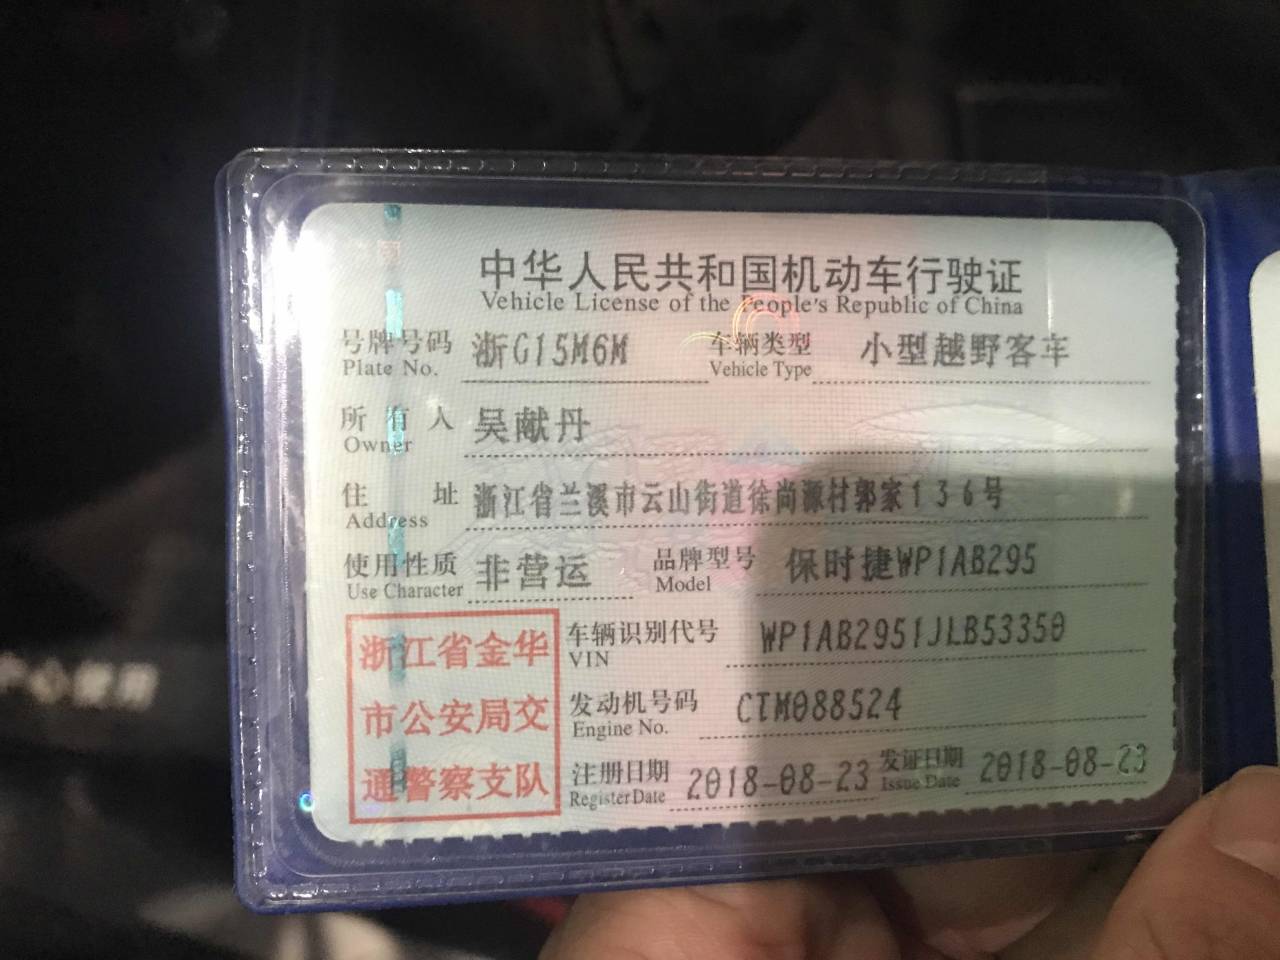 中华人民共和国机动车行驶证
Vehicle License of the People's Republic of China
号牌号码 浙G15M6M 车辆类型 小型越野客车
Plate No. Vehicle Type
所有人 吴献丹
Owner
住址 浙江省兰溪市云山街道徐尚源村郭家136号
Address
使用性质 非营运 品牌型号 保时捷WP1AB295
Use Character Model
浙江省金华
市公安局交
通警察支队
车辆识别代号 WP1AB2951JLB53350
VIN
发动机号码 CTM088524
Engine No.
注册日期 2018-08-23 发证日期 2018-08-23
Register Date Issue Date
心使用